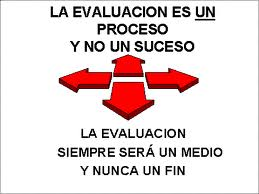 LA EVALUACION ES UN
PROCESO
Y NO UN SUCESO
LA EVALUACION
SIEMPRE SERÁ UN MEDIO
Y NUNCA UN FIN